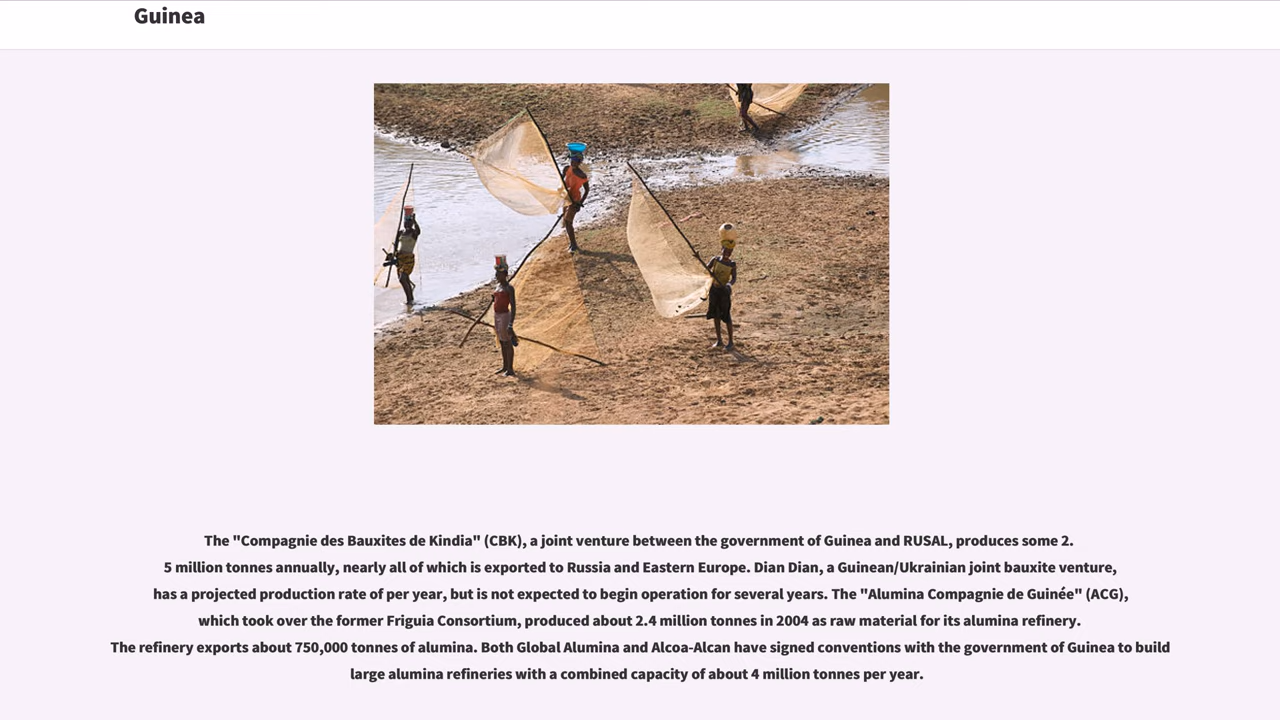 Guinea
The "Compagnie des Bauxites de Kindia" (CBK), a joint venture between the government of Guinea and RUSAL, produces some 2.
5 million tonnes annually, nearly all of which is exported to Russia and Eastern Europe. Dian Dian, a Guinean/Ukrainian joint bauxite venture,
has a projected production rate of per year, but is not expected to begin operation for several years. The "Alumina Compagnie de Guinée" (ACG),
which took over the former Friguia Consortium, produced about 2.4 million tonnes in 2004 as raw material for its alumina refinery.
The refinery exports about 750,000 tonnes of alumina. Both Global Alumina and Alcoa-Alcan have signed conventions with the government of Guinea to build
large alumina refineries with a combined capacity of about 4 million tonnes per year.